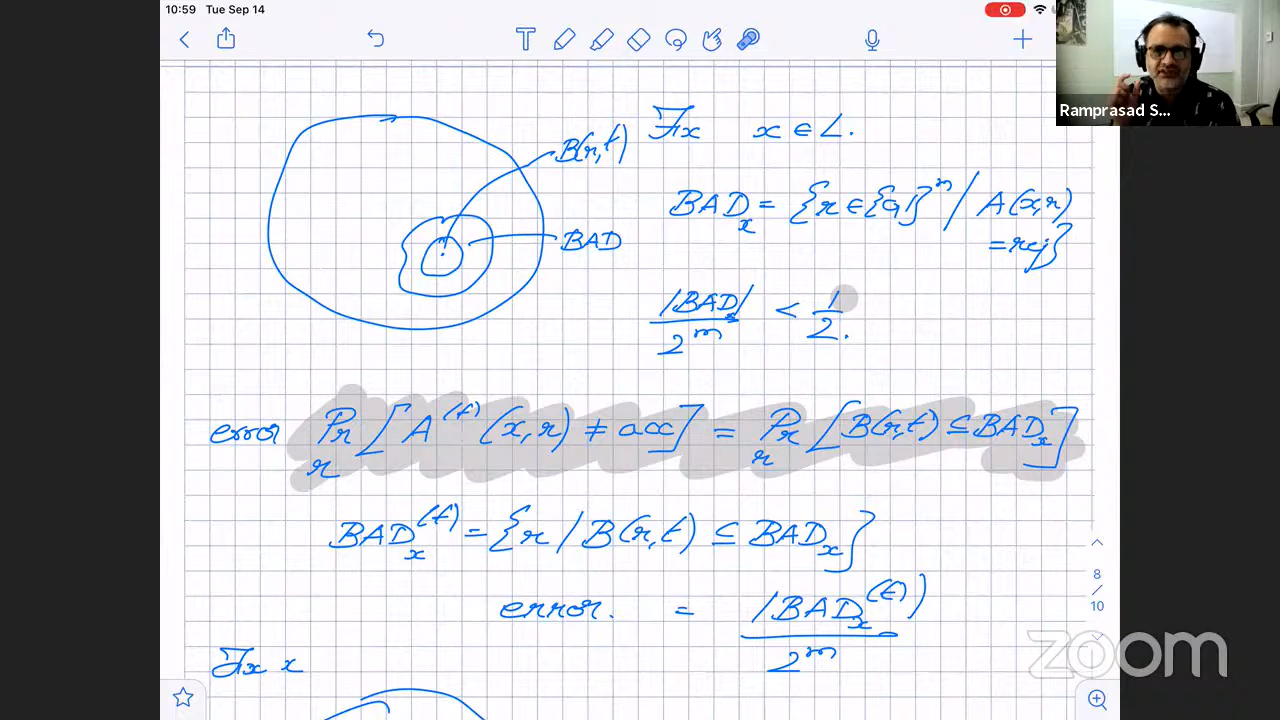 10:59 Tue Sep 14
Ramprasad S...
B(r,t)
BAD
Fix x ∈ L.
BAD_x = {r ∈ {0,1}^m / A(x,r)
= rej}
|BAD_x| / 2^m < 1/2.
error Pr_r [A^(t)(x,r) ≠ acc] = Pr_r [B(r,t) ⊆ BAD_x]
BAD_x^(t) = {r / B(r,t) ⊆ BAD_x}
error. = |BAD_x^(t)| / 2^m
Fix x
8
/
10
zoom